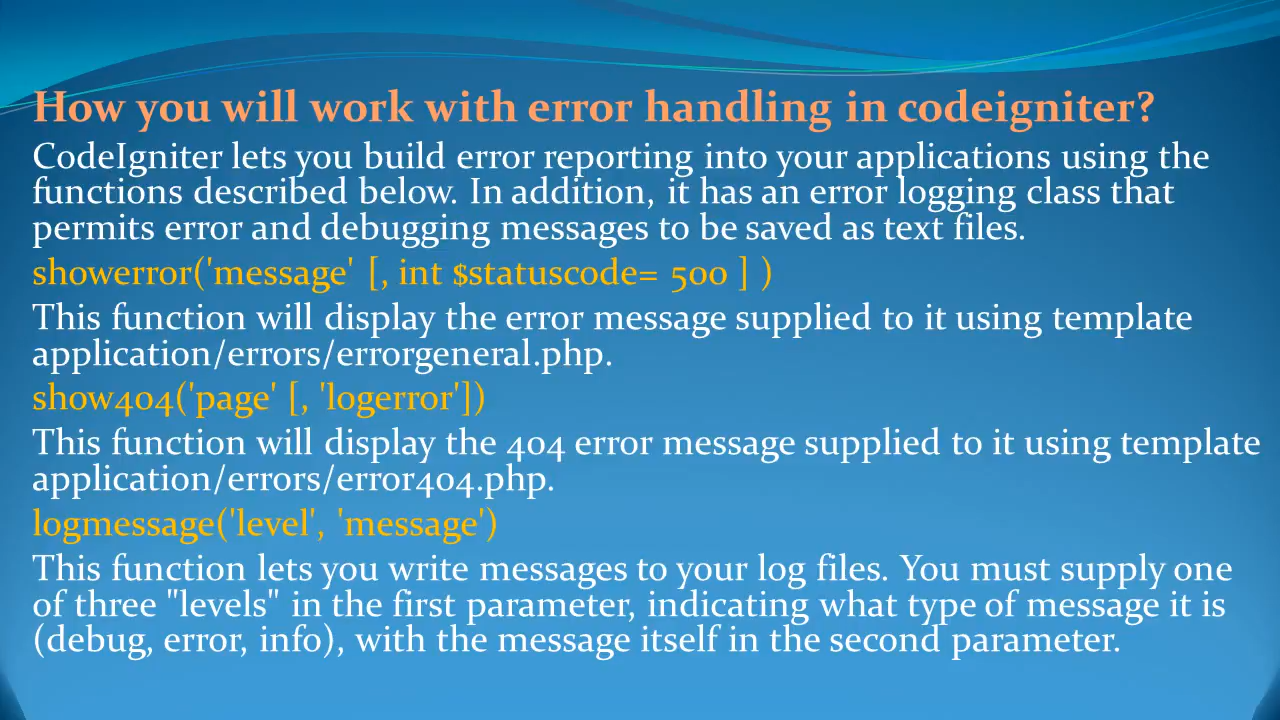 How you will work with error handling in codeigniter?
CodeIgniter lets you build error reporting into your applications using the
functions described below. In addition, it has an error logging class that
permits error and debugging messages to be saved as text files.
showerror('message' [, int $statuscode= 500 ] )
This function will display the error message supplied to it using template
application/errors/errorgeneral.php.
show404('page' [, 'logerror'])
This function will display the 404 error message supplied to it using template
application/errors/error404.php.
logmessage('level', 'message')
This function lets you write messages to your log files. You must supply one
of three "levels" in the first parameter, indicating what type of message it is
(debug, error, info), with the message itself in the second parameter.